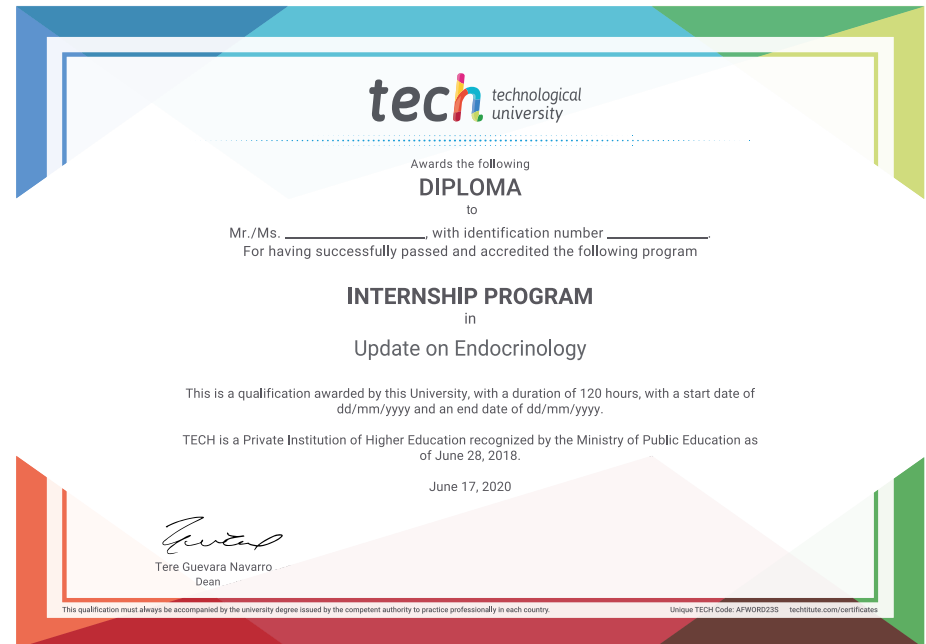 tech technological
university
Awards the following
DIPLOMA
to
Mr./Ms. ____________, with identification number ____________.
For having successfully passed and accredited the following program
INTERNSHIP PROGRAM
in
Update on Endocrinology
This is a qualification awarded by this University, with a duration of 120 hours, with a start date of
dd/mm/yyyy and an end date of dd/mm/yyyy.
TECH is a Private Institution of Higher Education recognized by the Ministry of Public Education as
of June 28, 2018.
June 17, 2020
Tere Guevara Navarro
Dean
This qualification must always be accompanied by the university degree issued by the competent authority to practice professionally in each country.
Unique TECH Code: AFWORD23S techtitute.com/certificates